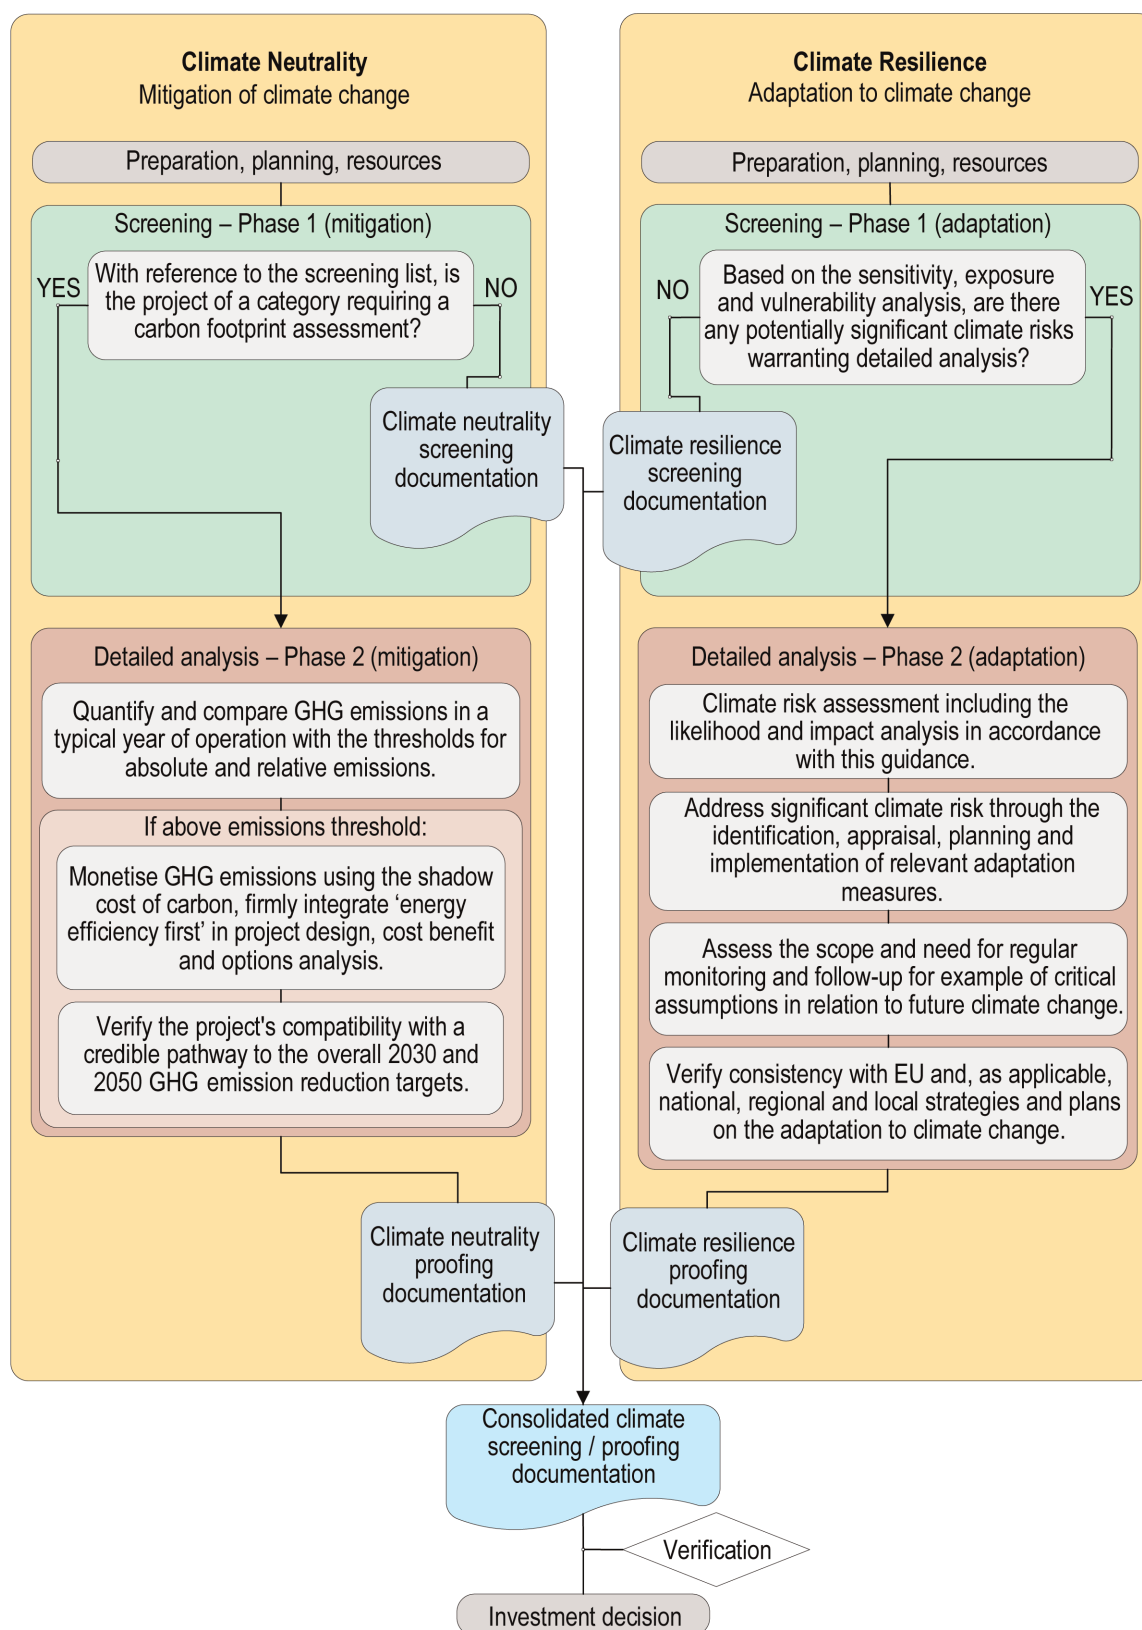 Climate Neutrality
Mitigation of climate change
Preparation, planning, resources
Screening – Phase 1 (mitigation)
YES
With reference to the screening list, is
the project of a category requiring a
carbon footprint assessment?
NO
Climate neutrality
screening
documentation
Detailed analysis – Phase 2 (mitigation)
Quantify and compare GHG emissions in a
typical year of operation with the thresholds for
absolute and relative emissions.
If above emissions threshold:
Monetise GHG emissions using the shadow
cost of carbon, firmly integrate ‘energy
efficiency first’ in project design, cost benefit
and options analysis.
Verify the project's compatibility with a
credible pathway to the overall 2030 and
2050 GHG emission reduction targets.
Climate neutrality
proofing
documentation
Climate Resilience
Adaptation to climate change
Preparation, planning, resources
Screening – Phase 1 (adaptation)
NO
Based on the sensitivity, exposure
and vulnerability analysis, are there
any potentially significant climate risks
warranting detailed analysis?
YES
Climate resilience
screening
documentation
Detailed analysis – Phase 2 (adaptation)
Climate risk assessment including the
likelihood and impact analysis in accordance
with this guidance.
Address significant climate risk through the
identification, appraisal, planning and
implementation of relevant adaptation
measures.
Assess the scope and need for regular
monitoring and follow-up for example of critical
assumptions in relation to future climate change.
Verify consistency with EU and, as applicable,
national, regional and local strategies and plans
on the adaptation to climate change.
Climate resilience
proofing
documentation
Consolidated climate
screening / proofing
documentation
Verification
Investment decision